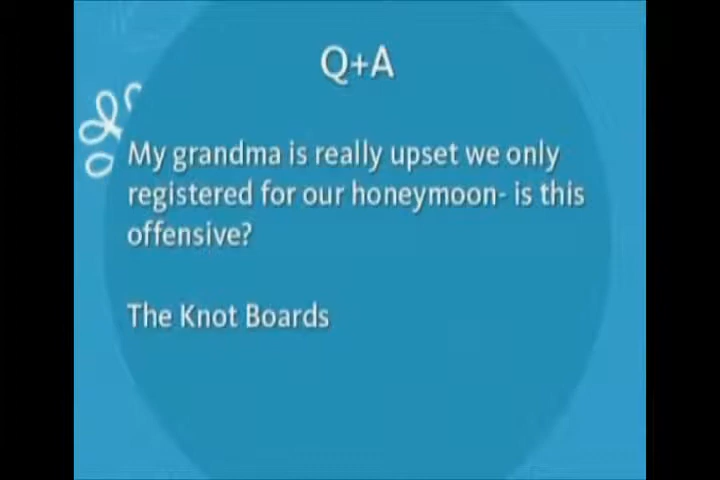 Q+A
My grandma is really upset we only
registered for our honeymoon- is this
offensive?
The Knot Boards